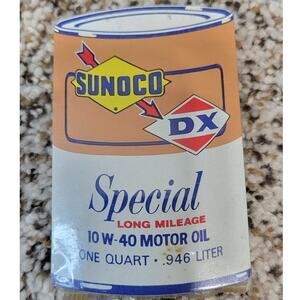 SUNOCO
DX
Special
LONG MILEAGE
10 W-40 MOTOR OIL
ONE QUART · .946 LITER